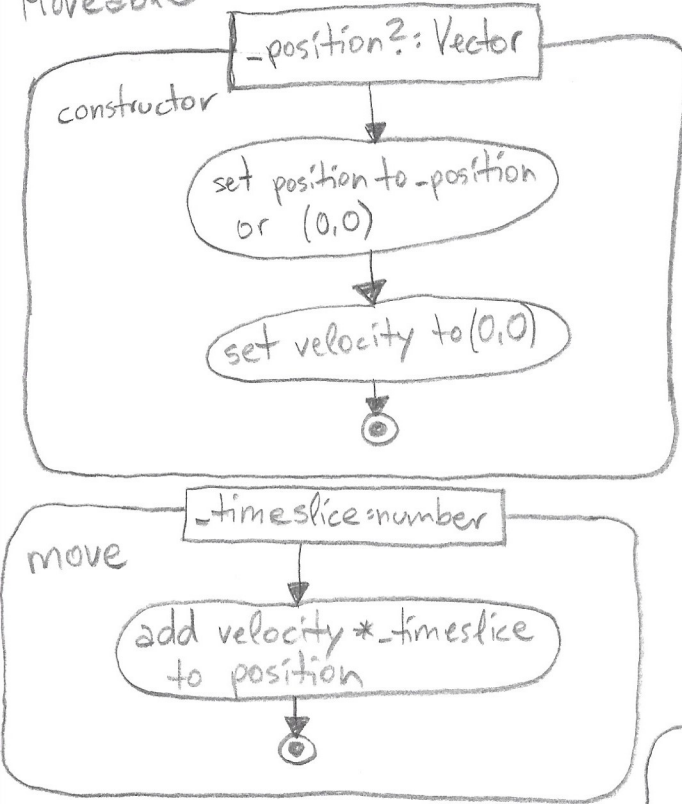 _position?: Vector
constructor
set position to _position
or (0,0)
set velocity to (0,0)
_timeslice:number
move
add velocity * _timeslice
to position